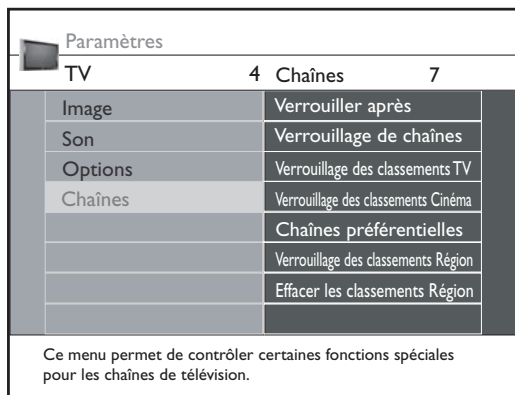 Paramètres
TV 4 Chaînes 7
Image Verrouiller après
Son Verrouillage de chaînes
Options Verrouillage des classements TV
Chaînes Verrouillage des classements Cinéma
Chaînes préférentielles
Verrouillage des classements Région
Effacer les classements Région
Ce menu permet de contrôler certaines fonctions spéciales
pour les chaînes de télévision.